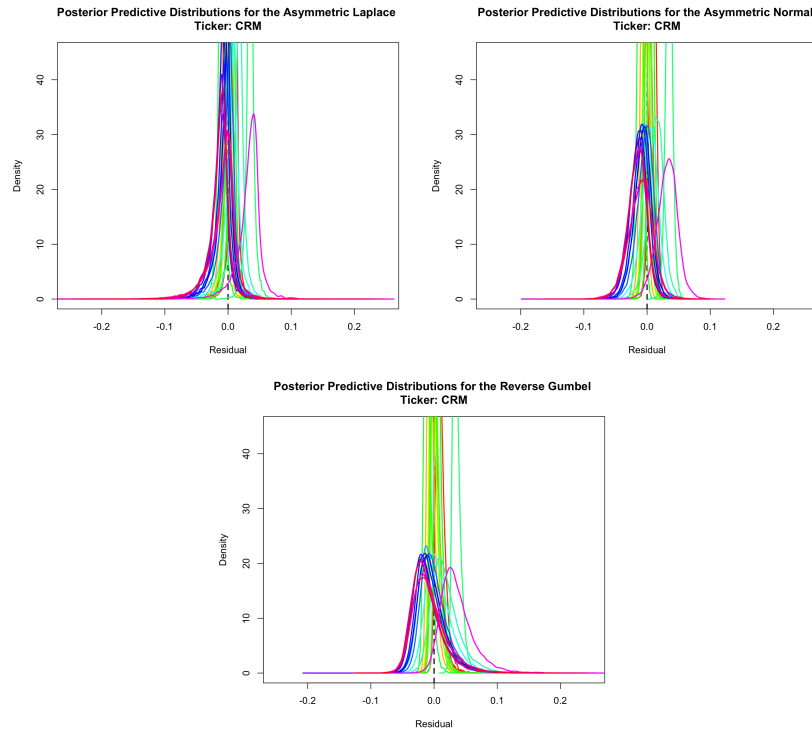 Posterior Predictive Distributions for the Asymmetric Laplace
Ticker: CRM
Density
0
10
20
30
40
-0.2
-0.1
0.0
0.1
0.2
Residual
Posterior Predictive Distributions for the Asymmetric Normal
Ticker: CRM
Density
0
10
20
30
40
-0.2
-0.1
0.0
0.1
0.2
Residual
Posterior Predictive Distributions for the Reverse Gumbel
Ticker: CRM
Density
0
10
20
30
40
-0.2
-0.1
0.0
0.1
0.2
Residual